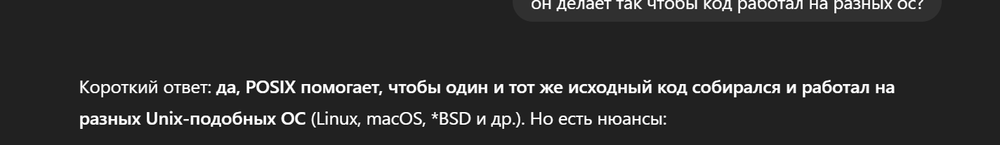 он делает так чтобы код работал на разных ос?
Короткий ответ: да, POSIX помогает, чтобы один и тот же исходный код собирался и работал на
разных Unix-подобных ОС (Linux, macOS, *BSD и др.). Но есть нюансы: